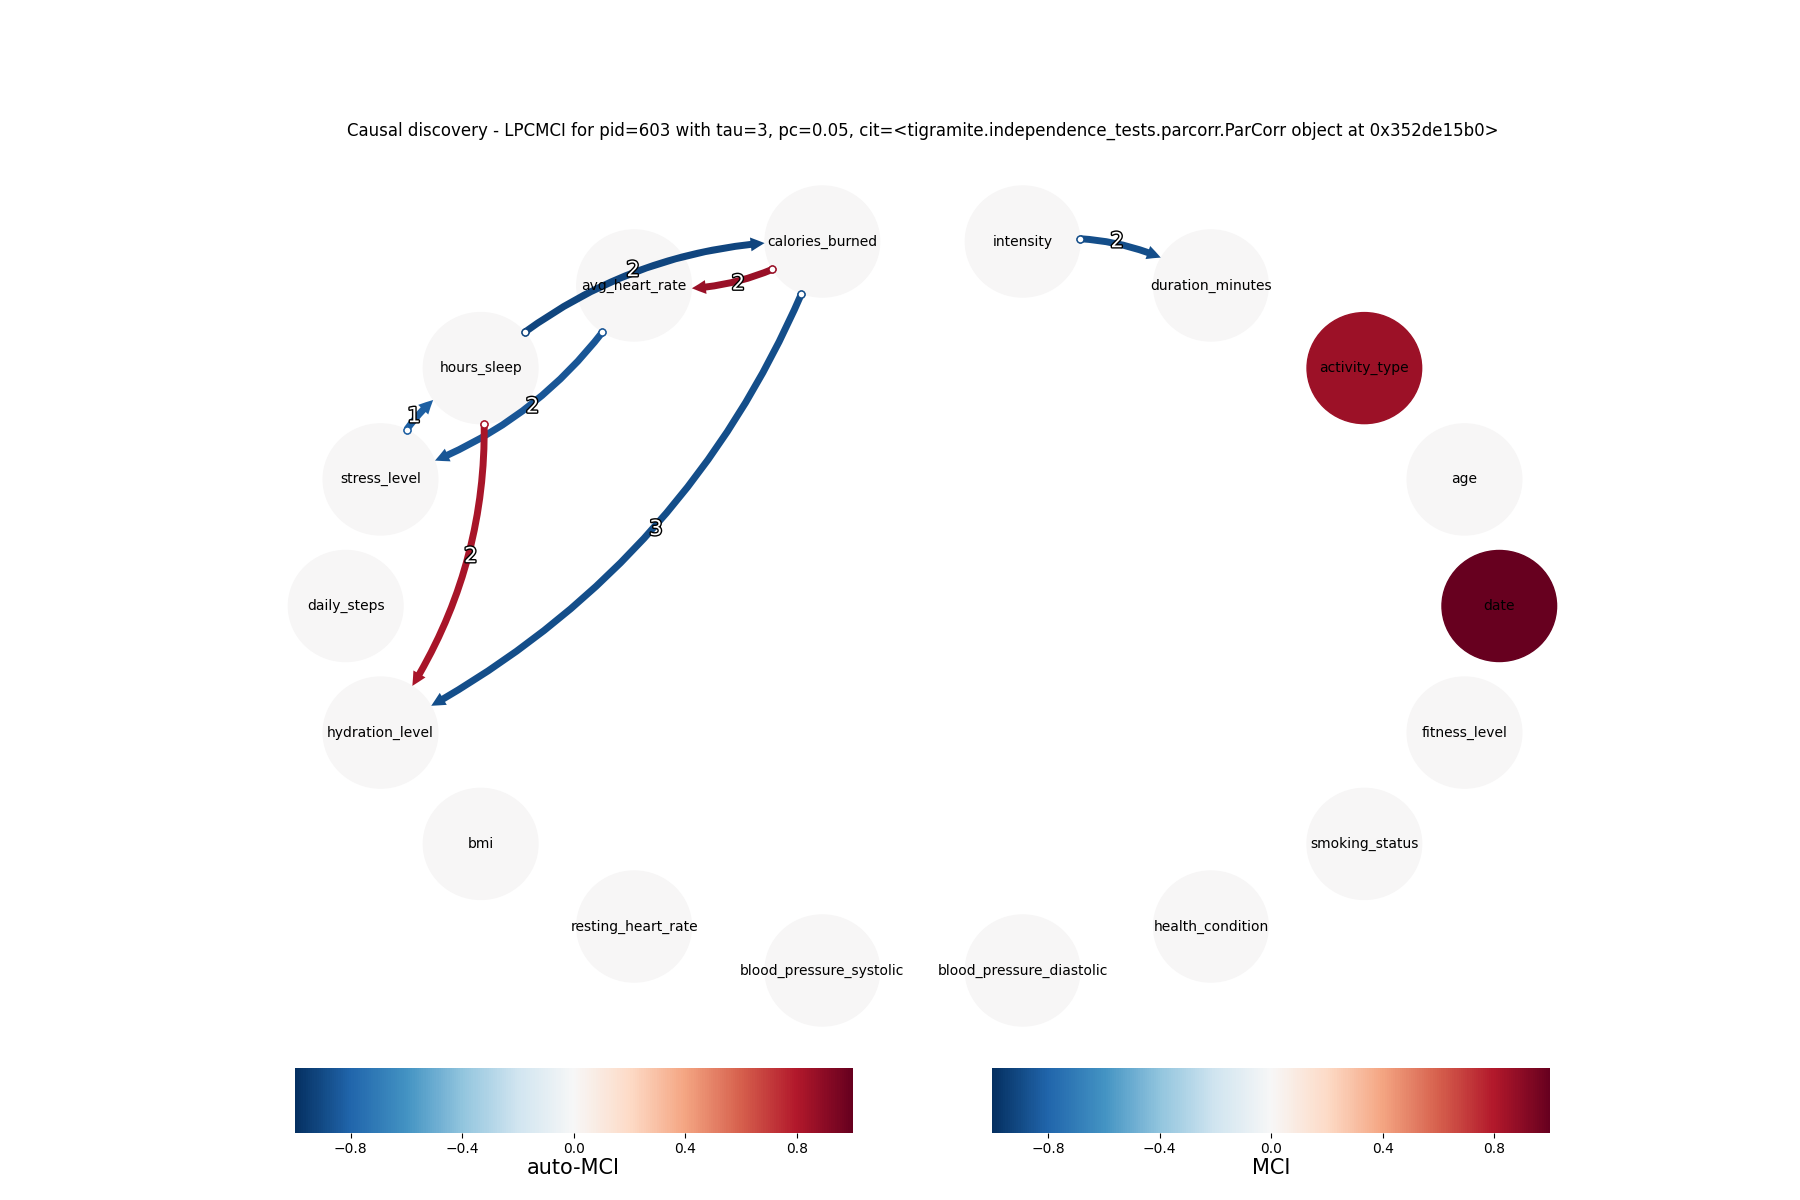 Causal discovery - LPCMCI for pid=603 with tau=3, pc=0.05, cit=<tigramite.independence_tests.parcorr.ParCorr object at 0x352de15b0>
calories_burned
intensity
2
2
avg_heart_rate
2
2
duration_minutes
hours_sleep
activity_type
2
1
stress_level
age
3
2
daily_steps
date
hydration_level
fitness_level
bmi
smoking_status
resting_heart_rate
health_condition
blood_pressure_systolic
blood_pressure_diastolic
−0.8 −0.4 0.0 0.4 0.8
auto-MCI
−0.8 −0.4 0.0 0.4 0.8
MCI